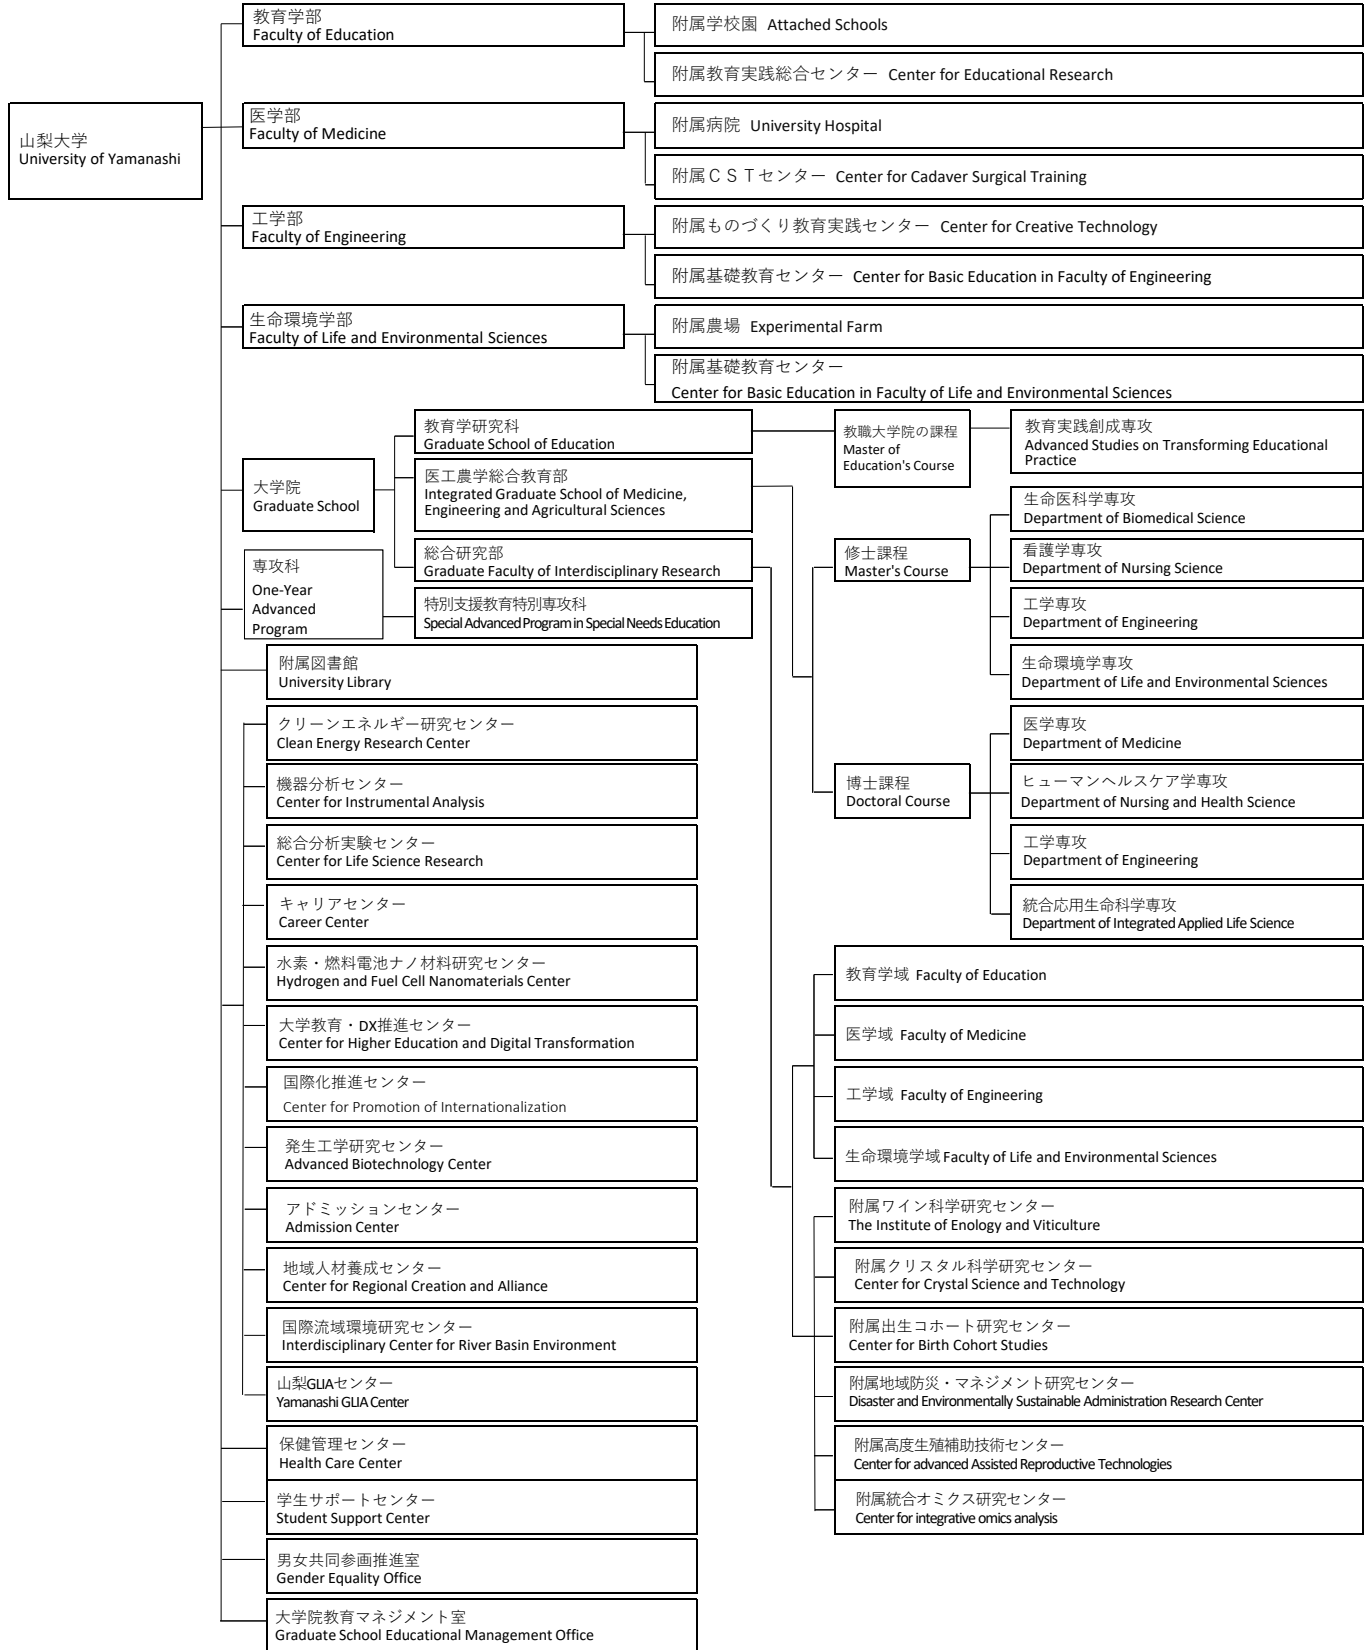 教育学部
Faculty of Education
附属学校園 Attached Schools
附属教育実践総合センター Center for Educational Research
山梨大学
University of Yamanashi
医学部
Faculty of Medicine
附属病院 University Hospital
附属ＣＳＴセンター Center for Cadaver Surgical Training
工学部
Faculty of Engineering
附属ものづくり教育実践センター Center for Creative Technology
附属基礎教育センター Center for Basic Education in Faculty of Engineering
生命環境学部
Faculty of Life and Environmental Sciences
附属農場 Experimental Farm
附属基礎教育センター
Center for Basic Education in Faculty of Life and Environmental Sciences
大学院
Graduate School
教育学研究科
Graduate School of Education
教職大学院の課程
Master of
Education's Course
教育実践創成専攻
Advanced Studies on Transforming Educational
Practice
医工農学総合教育部
Integrated Graduate School of Medicine,
Engineering and Agricultural Sciences
総合研究部
Graduate Faculty of Interdisciplinary Research
修士課程
Master's Course
生命医科学専攻
Department of Biomedical Science
看護学専攻
Department of Nursing Science
工学専攻
Department of Engineering
生命環境学専攻
Department of Life and Environmental Sciences
専攻科
One-Year
Advanced
Program
特別支援教育特別専攻科
Special Advanced Program in Special Needs Education
博士課程
Doctoral Course
医学専攻
Department of Medicine
ヒューマンヘルスケア学専攻
Department of Nursing and Health Science
工学専攻
Department of Engineering
統合応用生命科学専攻
Department of Integrated Applied Life Science
附属図書館
University Library
クリーンエネルギー研究センター
Clean Energy Research Center
機器分析センター
Center for Instrumental Analysis
総合分析実験センター
Center for Life Science Research
キャリアセンター
Career Center
水素・燃料電池ナノ材料研究センター
Hydrogen and Fuel Cell Nanomaterials Center
大学教育・DX推進センター
Center for Higher Education and Digital Transformation
国際化推進センター
Center for Promotion of Internationalization
発生工学研究センター
Advanced Biotechnology Center
アドミッションセンター
Admission Center
地域人材養成センター
Center for Regional Creation and Alliance
国際流域環境研究センター
Interdisciplinary Center for River Basin Environment
山梨GLIAセンター
Yamanashi GLIA Center
保健管理センター
Health Care Center
学生サポートセンター
Student Support Center
男女共同参画推進室
Gender Equality Office
大学院教育マネジメント室
Graduate School Educational Management Office
教育学域 Faculty of Education
医学域 Faculty of Medicine
工学域 Faculty of Engineering
生命環境学域 Faculty of Life and Environmental Sciences
附属ワイン科学研究センター
The Institute of Enology and Viticulture
附属クリスタル科学研究センター
Center for Crystal Science and Technology
附属出生コホート研究センター
Center for Birth Cohort Studies
附属地域防災・マネジメント研究センター
Disaster and Environmentally Sustainable Administration Research Center
附属高度生殖補助技術センター
Center for advanced Assisted Reproductive Technologies
附属統合オミクス研究センター
Center for integrative omics analysis